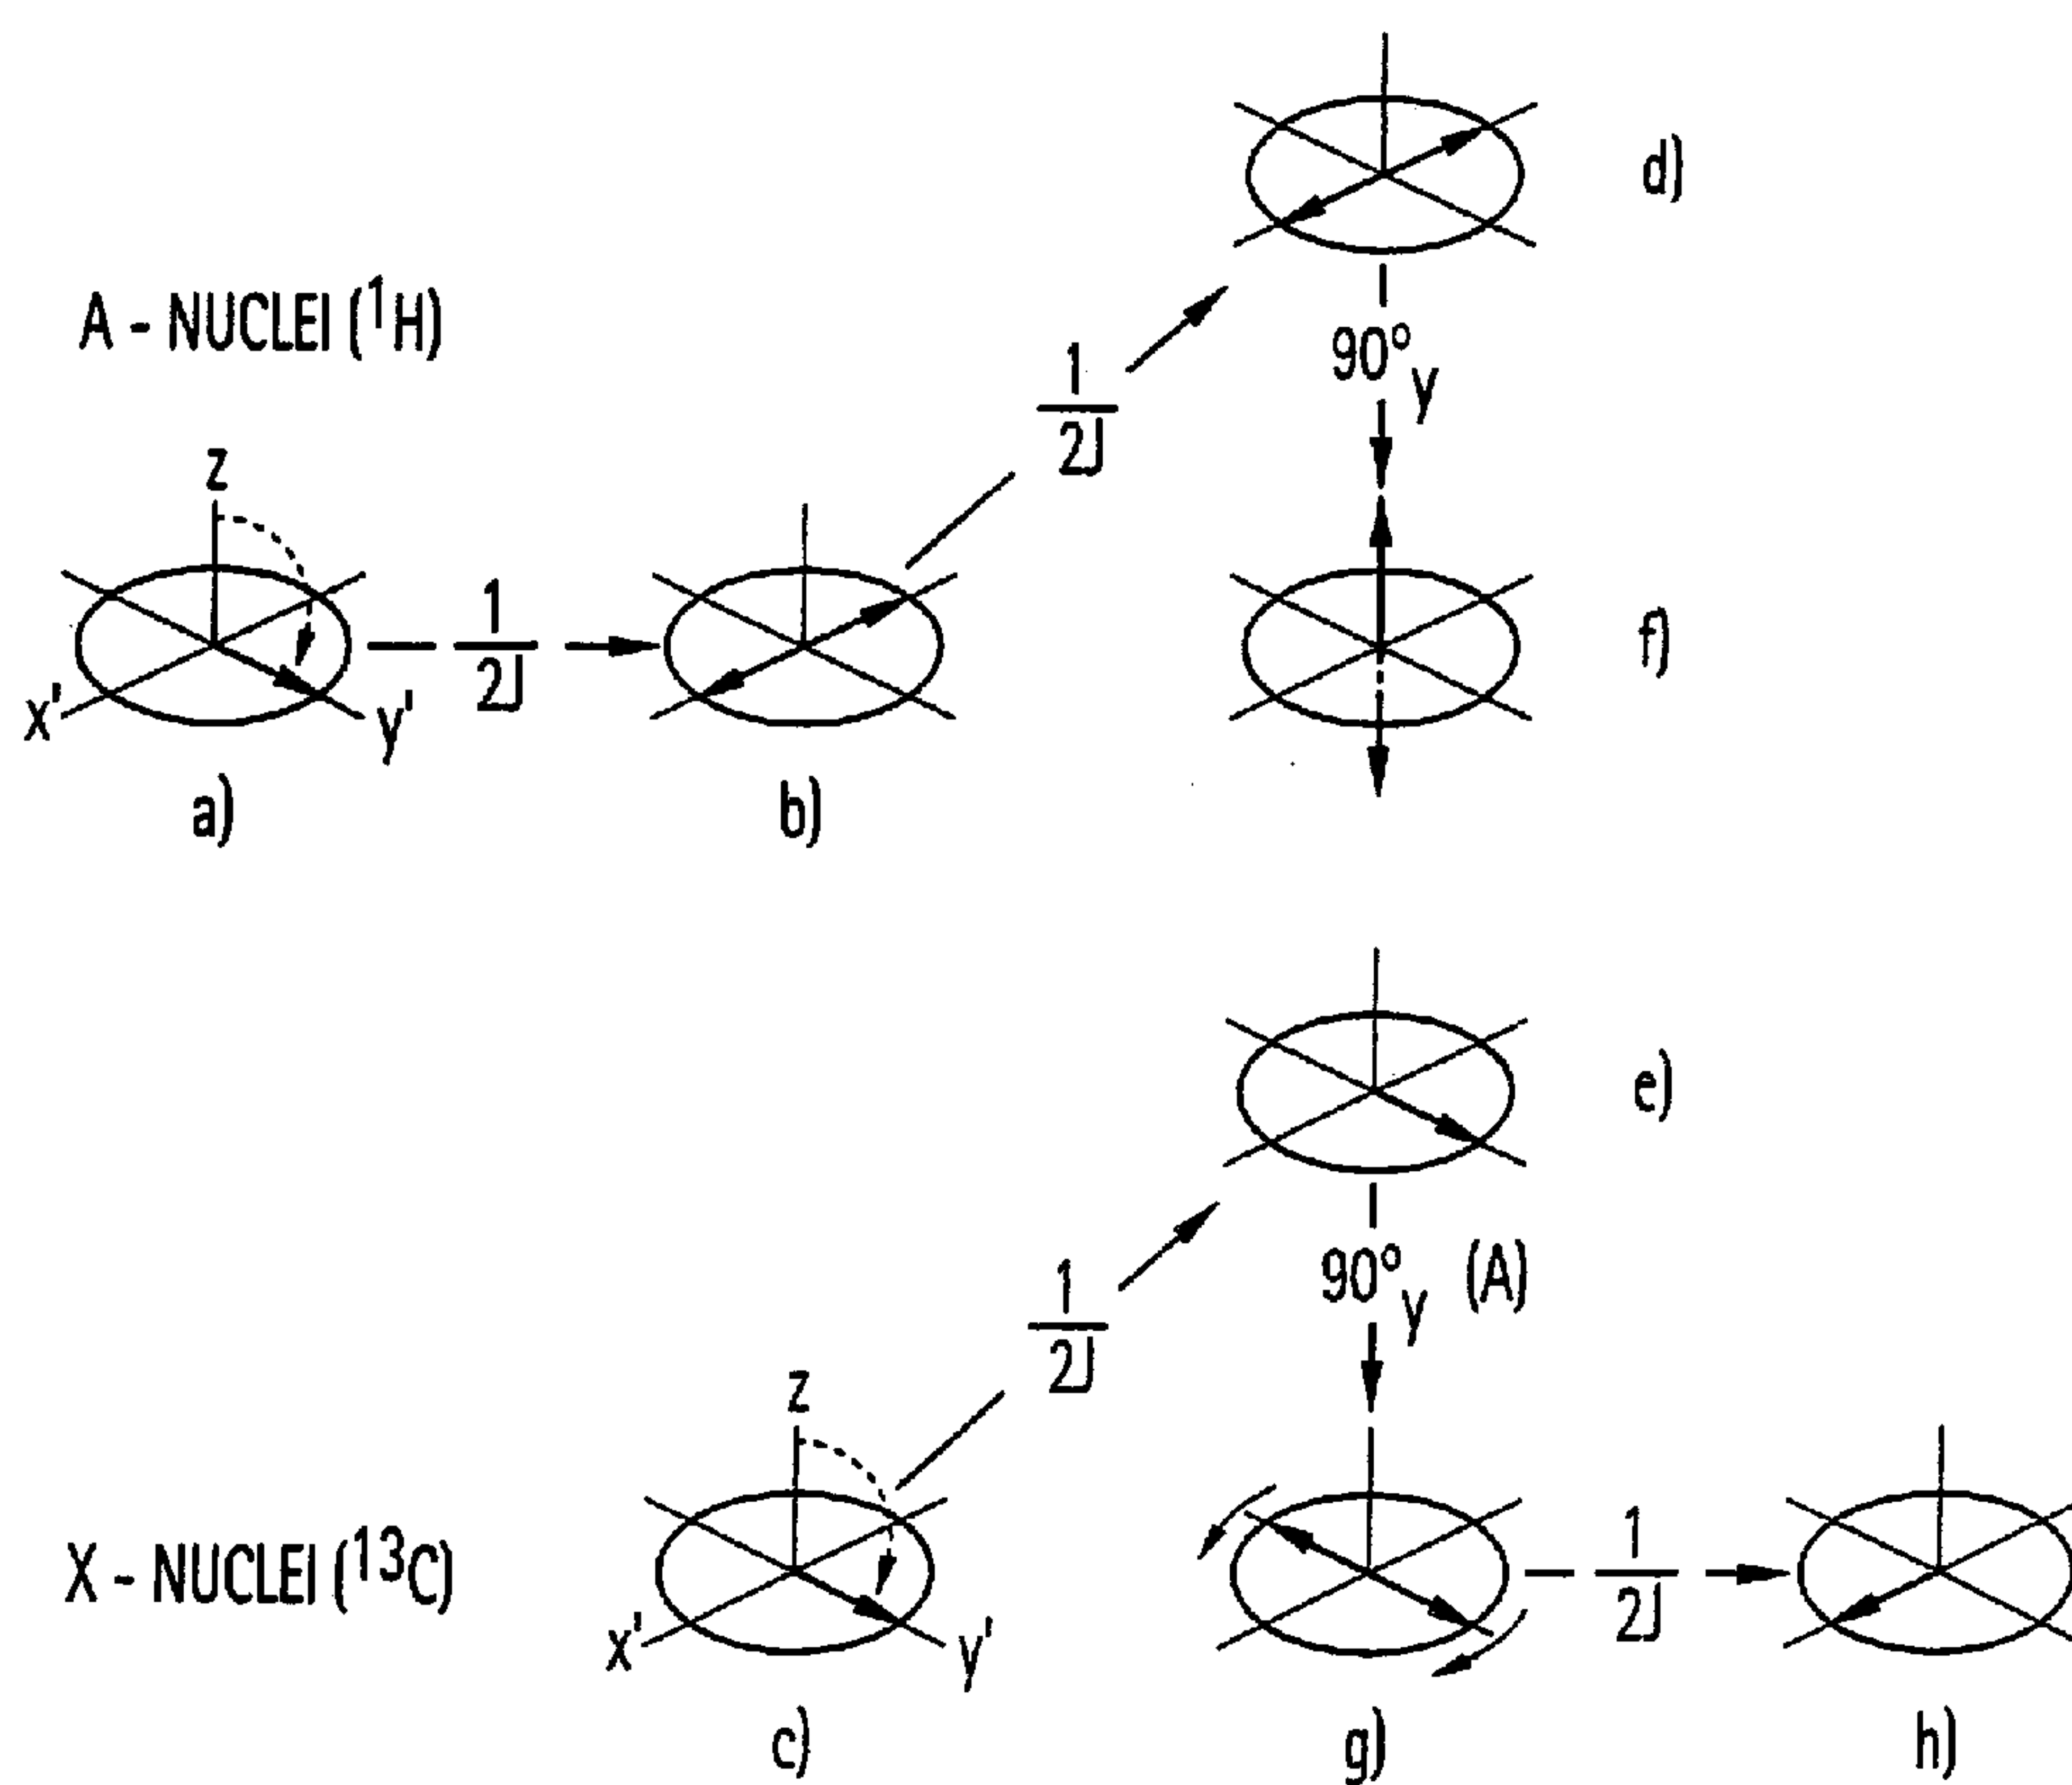 d)
A - NUCLEI (¹H)
90°y
1
2J
z
1
2J
x'
y'
f)
a)
b)
e)
90°y (A)
1
2J
z
X - NUCLEI (¹³C)
1
2J
x'
y'
c)
g)
h)